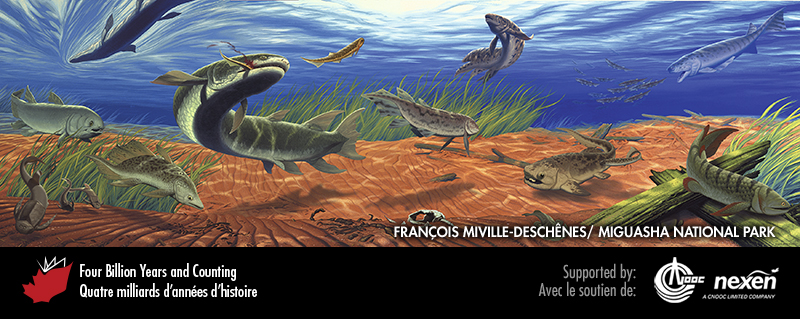 FRANÇOIS MIVILLE-DESCHÊNES/ MIGUASHA NATIONAL PARK
Four Billion Years and Counting
Quatre milliards d'années d'histoire
Supported by:
Avec le soutien de:
CNOOC
nexen
A CNOOC LIMITED COMPANY